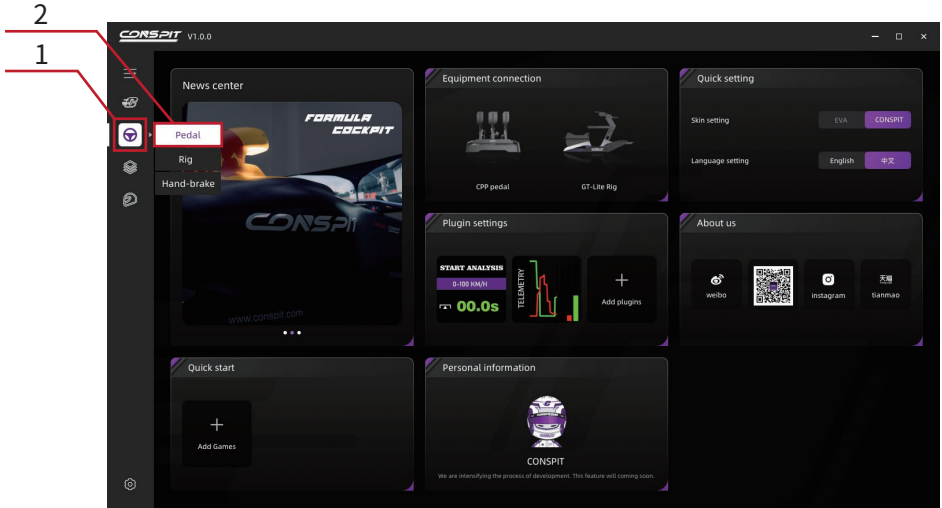 2
1
CONSPIT V1.0.0
News center
FORMULA
COCKPIT
CONSPIT
www.conspit.com
Pedal
Rig
Hand-brake
Equipment connection
CPP pedal
GT-Lite Rig
Quick setting
Skin setting
EVA
CONSPIT
Language setting
English
中文
Plugin settings
START ANALYSIS
0-100 KM/H
00.0s
TELEMETRY
Add plugins
About us
weibo
instagram
天猫
tianmao
Quick start
Add Games
Personal information
CONSPIT
We are intensifying the process of development. This feature will coming soon.